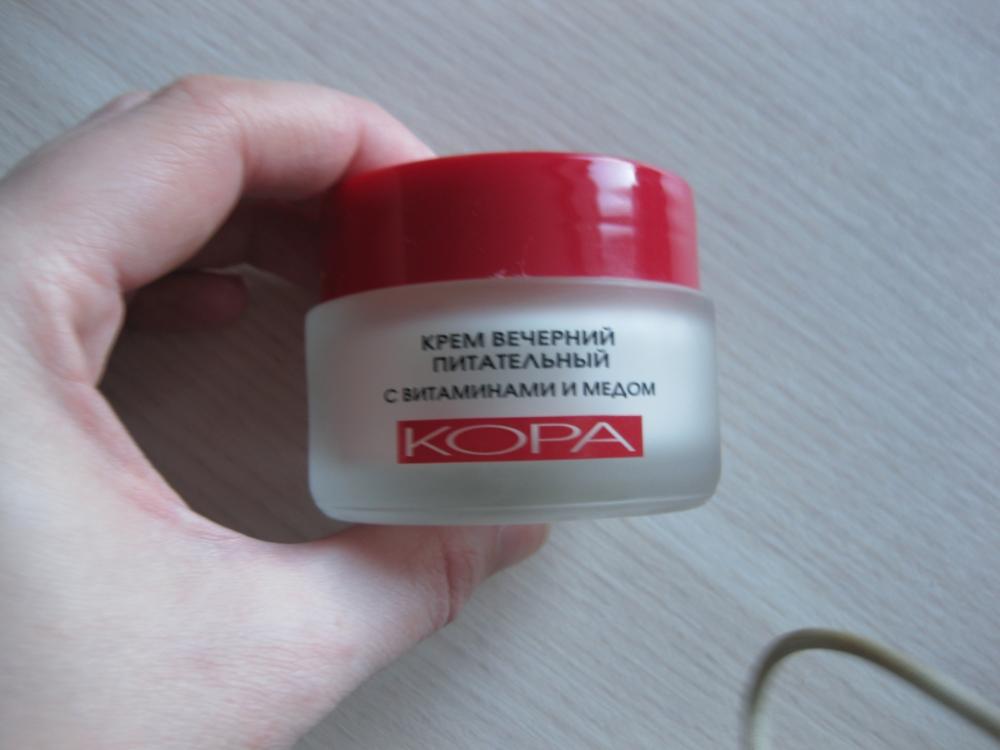 КРЕМ ВЕЧЕРНИЙ
ПИТАТЕЛЬНЫЙ
С ВИТАМИНАМИ И МЕДОМ
КОРА